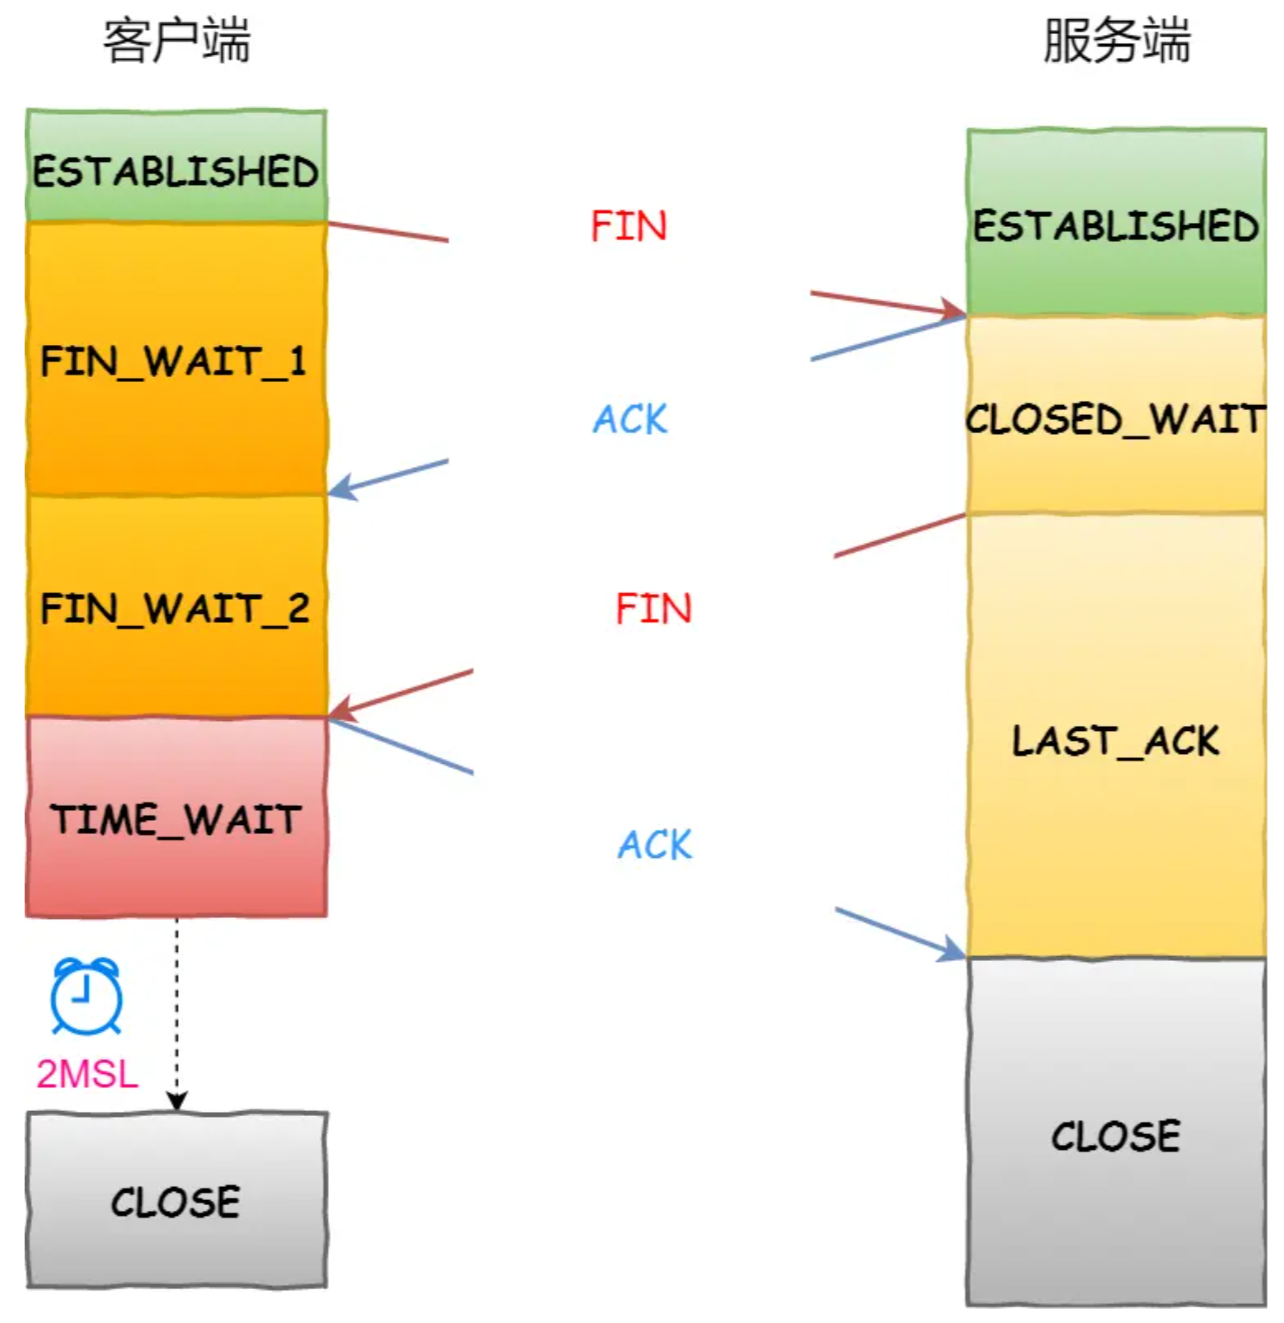 客户端
服务端
ESTABLISHED
ESTABLISHED
FIN
FIN_WAIT_1
ACK
CLOSED_WAIT
FIN_WAIT_2
FIN
LAST_ACK
TIME_WAIT
ACK
2MSL
CLOSE
CLOSE